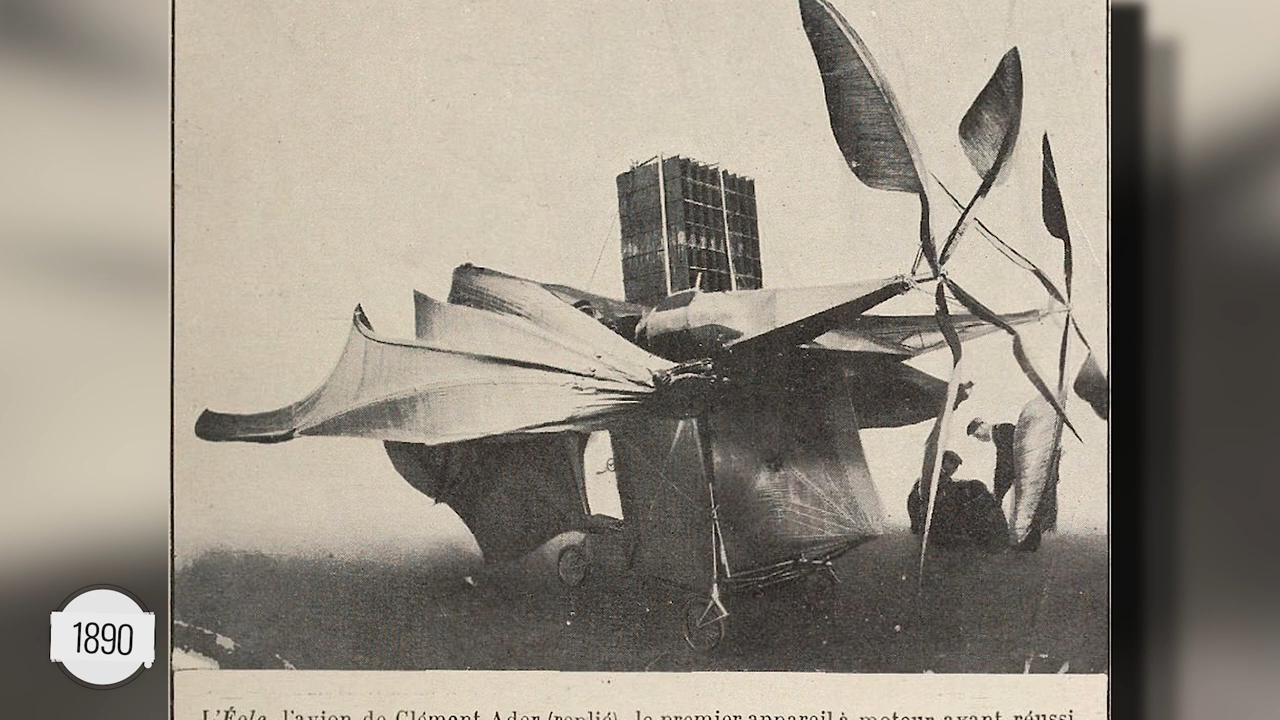 1890
L'Éole, l'avion de Clément Ader (replié), le premier appareil à moteur ayant réussi